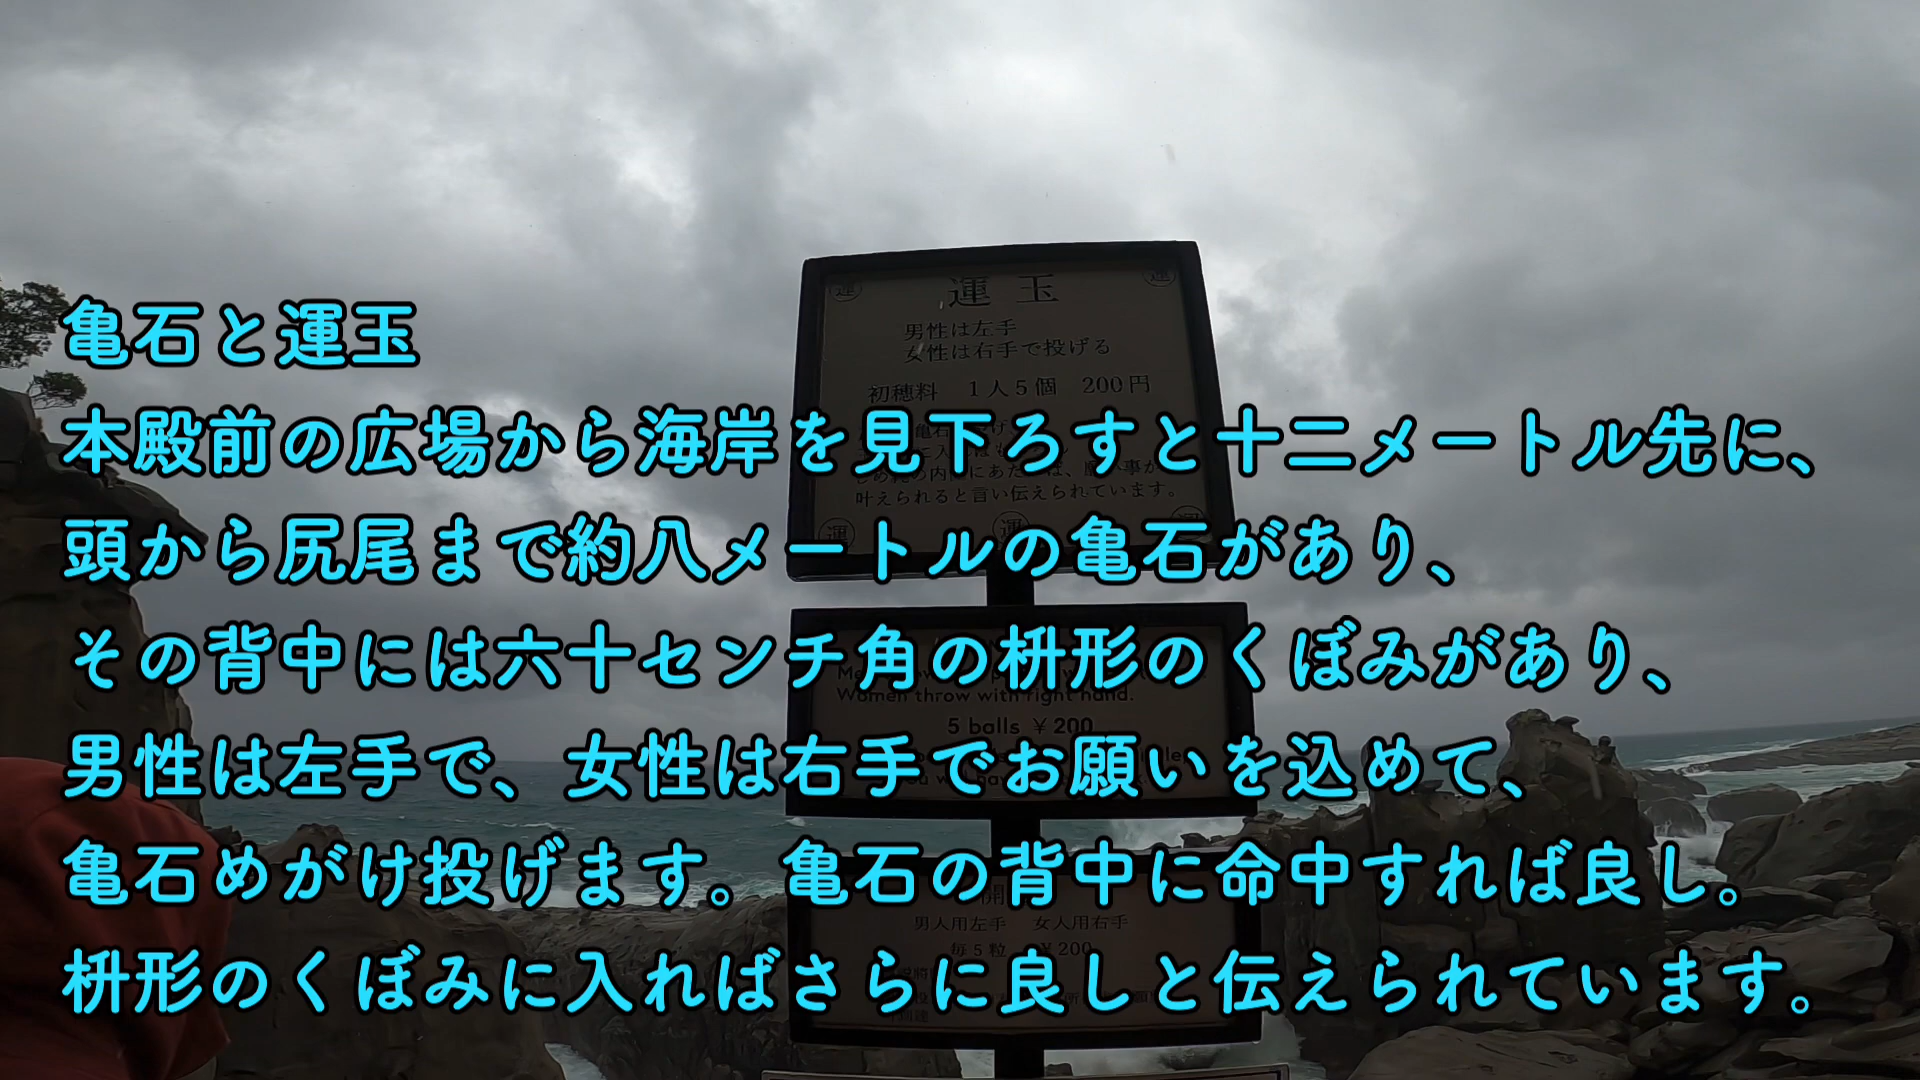 亀石と運玉
本殿前の広場から海岸を見下ろすと十二メートル先に、
頭から尻尾まで約八メートルの亀石があり、
その背中には六十センチ角の枡形のくぼみがあり、
男性は左手で、女性は右手でお願いを込めて、
亀石めがけ投げます。亀石の背中に命中すれば良し。
枡形のくぼみに入ればさらに良しと伝えられています。
運 運
運玉
男性は左手
女性は右手で投げる
初穂料 1人5個 200円
叶えられると言い伝えられています。
運 運 運
Women throw with right hand.
5 balls ￥200
男人用左手 女人用右手
毎5粒 ￥200